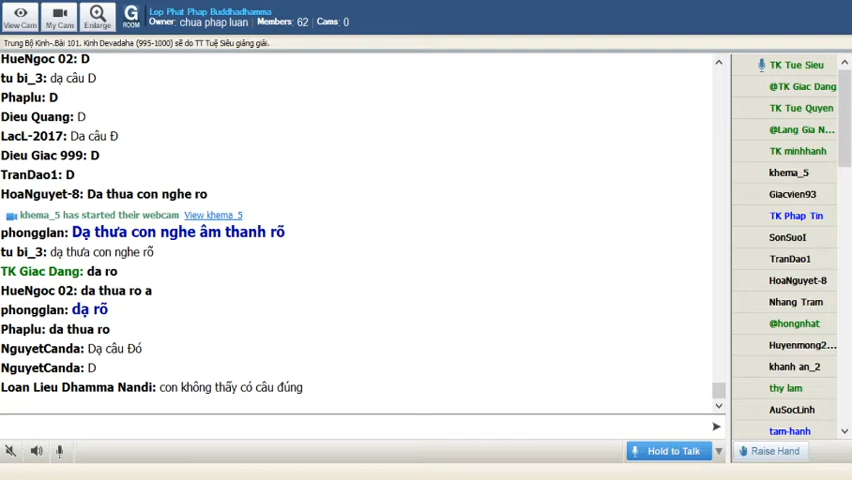 View Cam
My Cam
Enlarge
G
ROOM
Lop Phat Phap Buddhadhamma
Owner: chua phap luan Members: 62 Cams: 0
Trung Bộ Kinh-.Bài 101. Kinh Devadaha (995-1000) sẽ do TT Tuệ Siêu giảng giải.
HueNgoc 02: D
tu bi_3: dạ câu D
Phaplu: D
Dieu Quang: D
LacL-2017: Da câu Đ
Dieu Giac 999: D
TranDao1: D
HoaNguyet-8: Da thua con nghe ro
khema_5 has started their webcam View khema_5
phongglan: Dạ thưa con nghe âm thanh rõ
tu bi_3: dạ thưa con nghe rõ
TK Giac Dang: da ro
HueNgoc 02: da thua ro a
phongglan: dạ rõ
Phaplu: da thua ro
NguyetCanda: Dạ câu Đó
NguyetCanda: D
Loan Lieu Dhamma Nandi: con không thấy có câu đúng
Hold to Talk
TK Tue Sieu
@TK Giac Dang
TK Tue Quyen
@Lang Gia N...
TK minhhanh
khema_5
Giacvien93
TK Phap Tin
SonSuoI
TranDao1
HoaNguyet-8
Nhang Tram
@hongnhat
Huyenmong2...
khanh an_2
thy lam
AuSocLinh
tam-hanh
Raise Hand